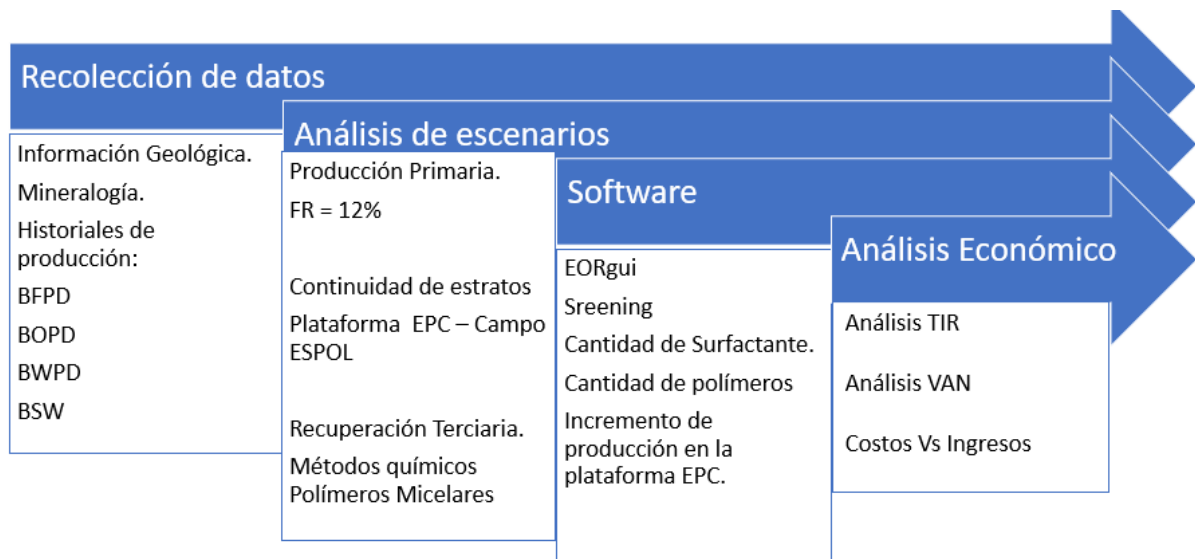 Recolección de datos
Información Geológica.
Mineralogía.
Historiales de
producción:
BFPD
BOPD
BWPD
BSW
Análisis de escenarios
Producción Primaria.
FR = 12%
Continuidad de estratos
Plataforma EPC – Campo
ESPOL
Recuperación Terciaria.
Métodos químicos
Polímeros Micelares
Software
EORgui
Sreening
Cantidad de Surfactante.
Cantidad de polímeros
Incremento de
producción en la
plataforma EPC.
Análisis Económico
Análisis TIR
Análisis VAN
Costos Vs Ingresos